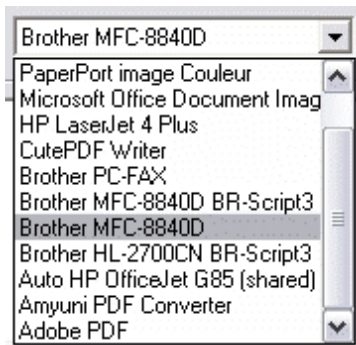 Brother MFC-8840D
PaperPort image Couleur
Microsoft Office Document Imag
HP LaserJet 4 Plus
CutePDF Writer
Brother PC-FAX
Brother MFC-8840D BR-Script3
Brother MFC-8840D
Brother HL-2700CN BR-Script3
Auto HP OfficeJet G85 (shared)
Amyuni PDF Converter
Adobe PDF